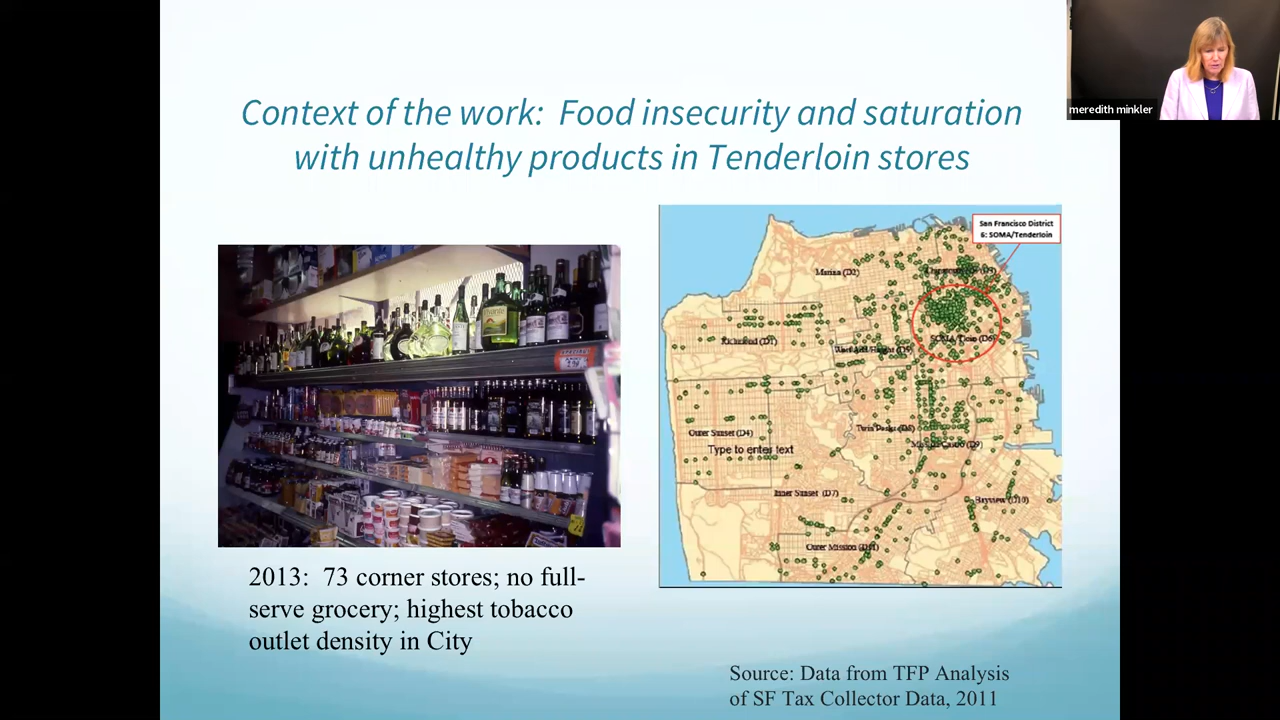 Context of the work: Food insecurity and saturation
with unhealthy products in Tenderloin stores
meredith minkler
San Francisco District
6: SOMA/Tenderloin
Marina (D2)
Richmond (D1)
Outer Sunset (D4)
Type to enter text
Twin Peaks (D8)
Inner Sunset (D7)
Bayview (D10)
Outer Mission (D11)
2013: 73 corner stores; no full-
serve grocery; highest tobacco
outlet density in City
Source: Data from TFP Analysis
of SF Tax Collector Data, 2011